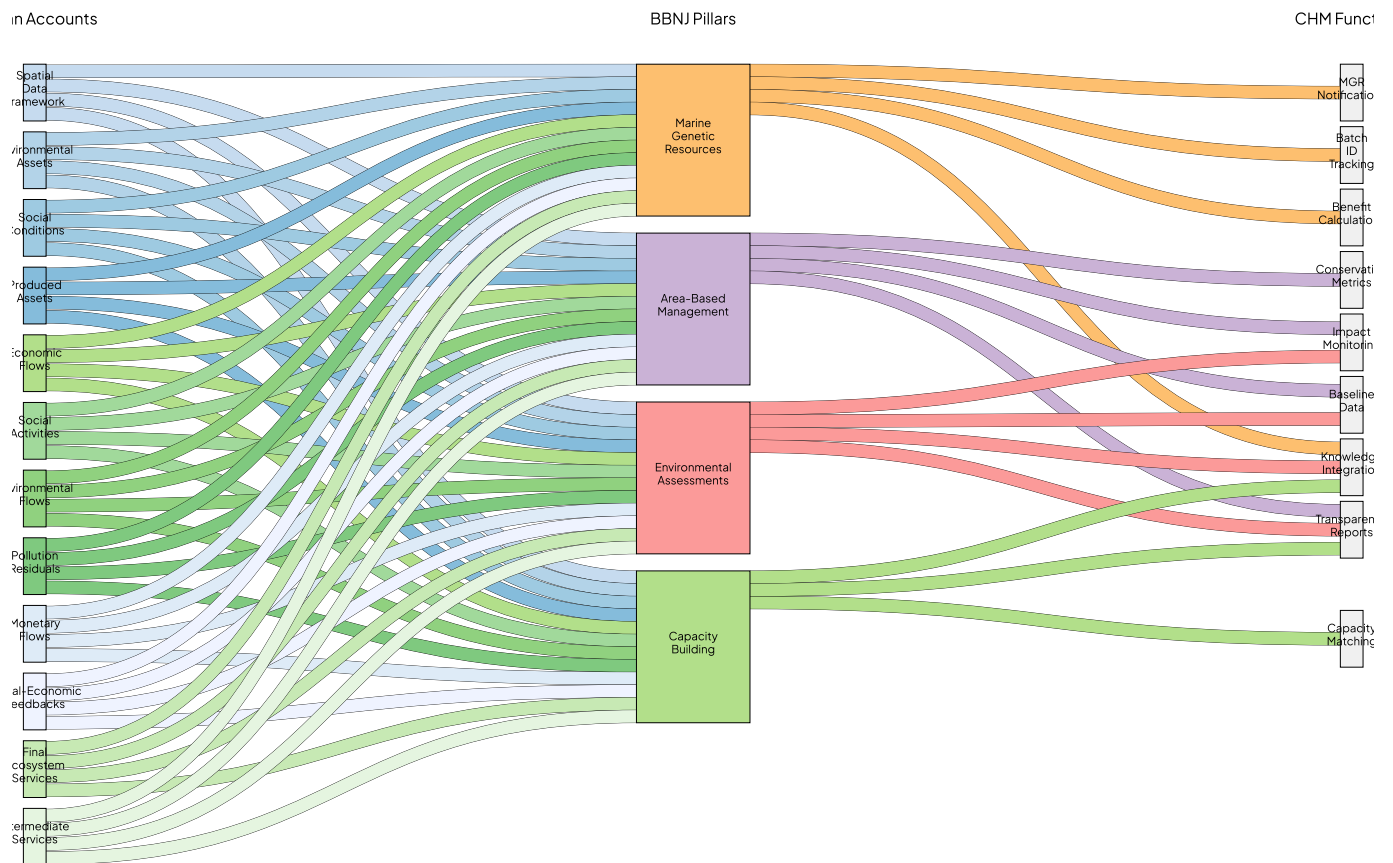 n Accounts
BBNJ Pillars
CHM Funct
Spatial
Data
ramework
vironmental
Assets
Social
Conditions
Produced
Assets
Economic
Flows
Social
Activities
vironmental
Flows
Pollution
Residuals
Monetary
Flows
al-Economic
eedbacks
Final
cosystem
Services
termediate
Services
Marine
Genetic
Resources
Area-Based
Management
Environmental
Assessments
Capacity
Building
MGR
Notificatio
Batch
ID
Tracking
Benefit
Calculatio
Conservati
Metrics
Impact
Monitorin
Baseline
Data
Knowledg
Integratio
Transparen
Reports
Capacity
Matching